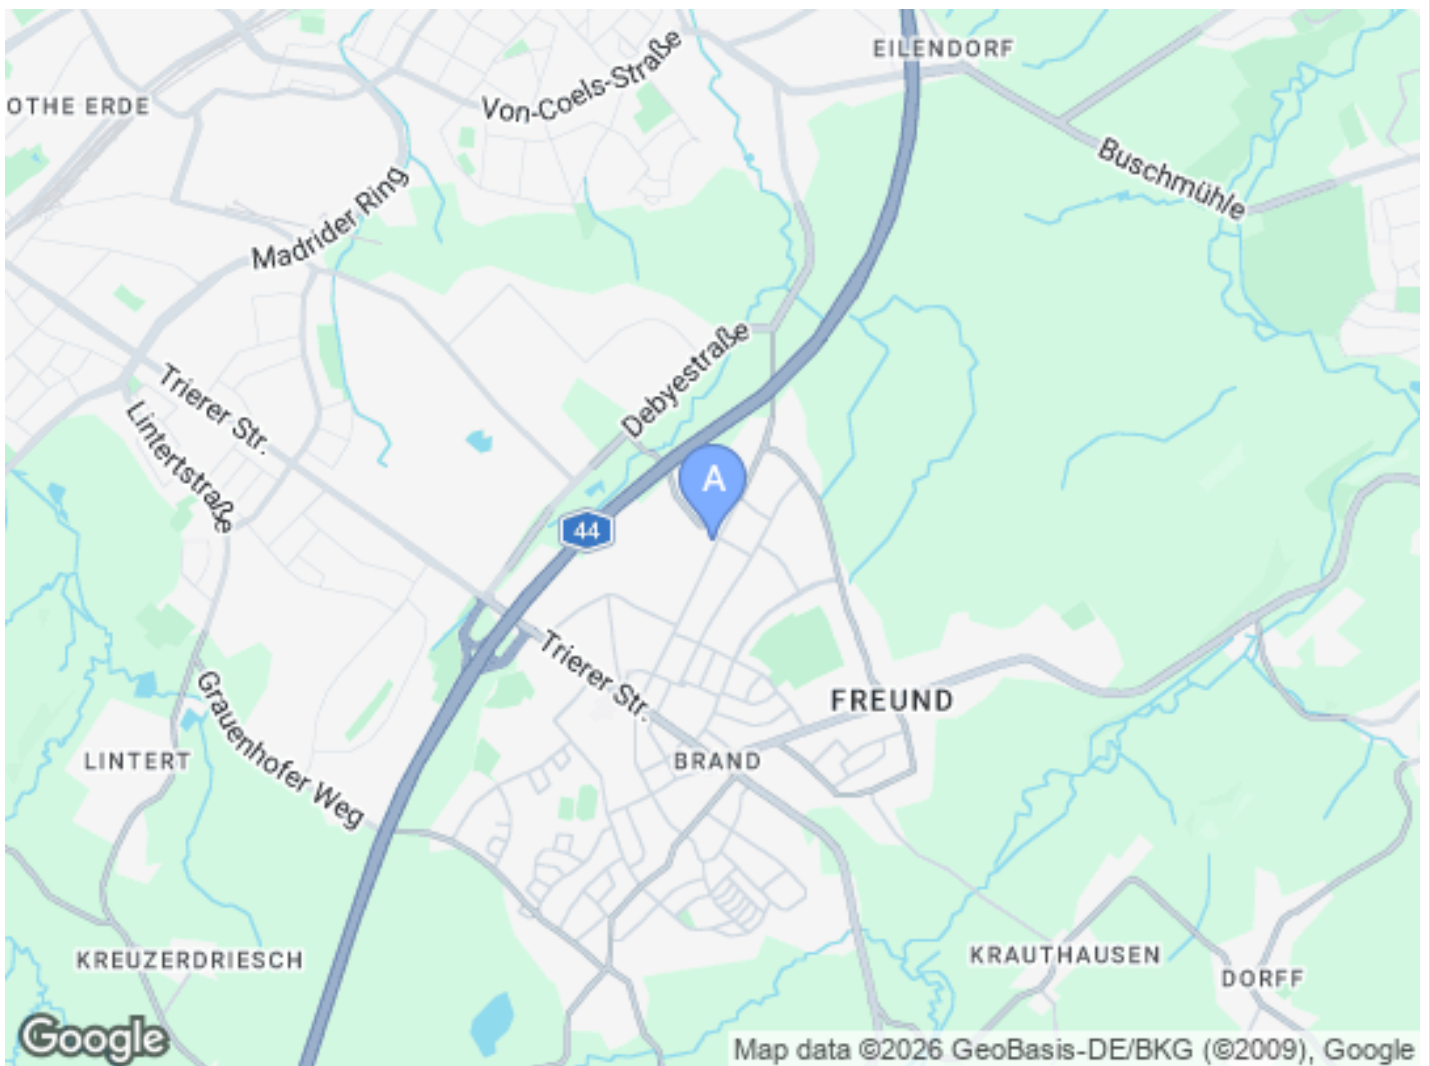 EILENDORF
Von-Coels-Straße
OTHE ERDE
Buschmühle
Madrider Ring
Debyestraße
Trierer Str.
Lintertstraße
A
44
Trierer Str.
Grauenhofer Weg
FREUND
LINTERT
BRAND
KREUZERDRIESCH
KRAUTHAUSEN
DORFF
Google
Map data ©2026 GeoBasis-DE/BKG (©2009), Google